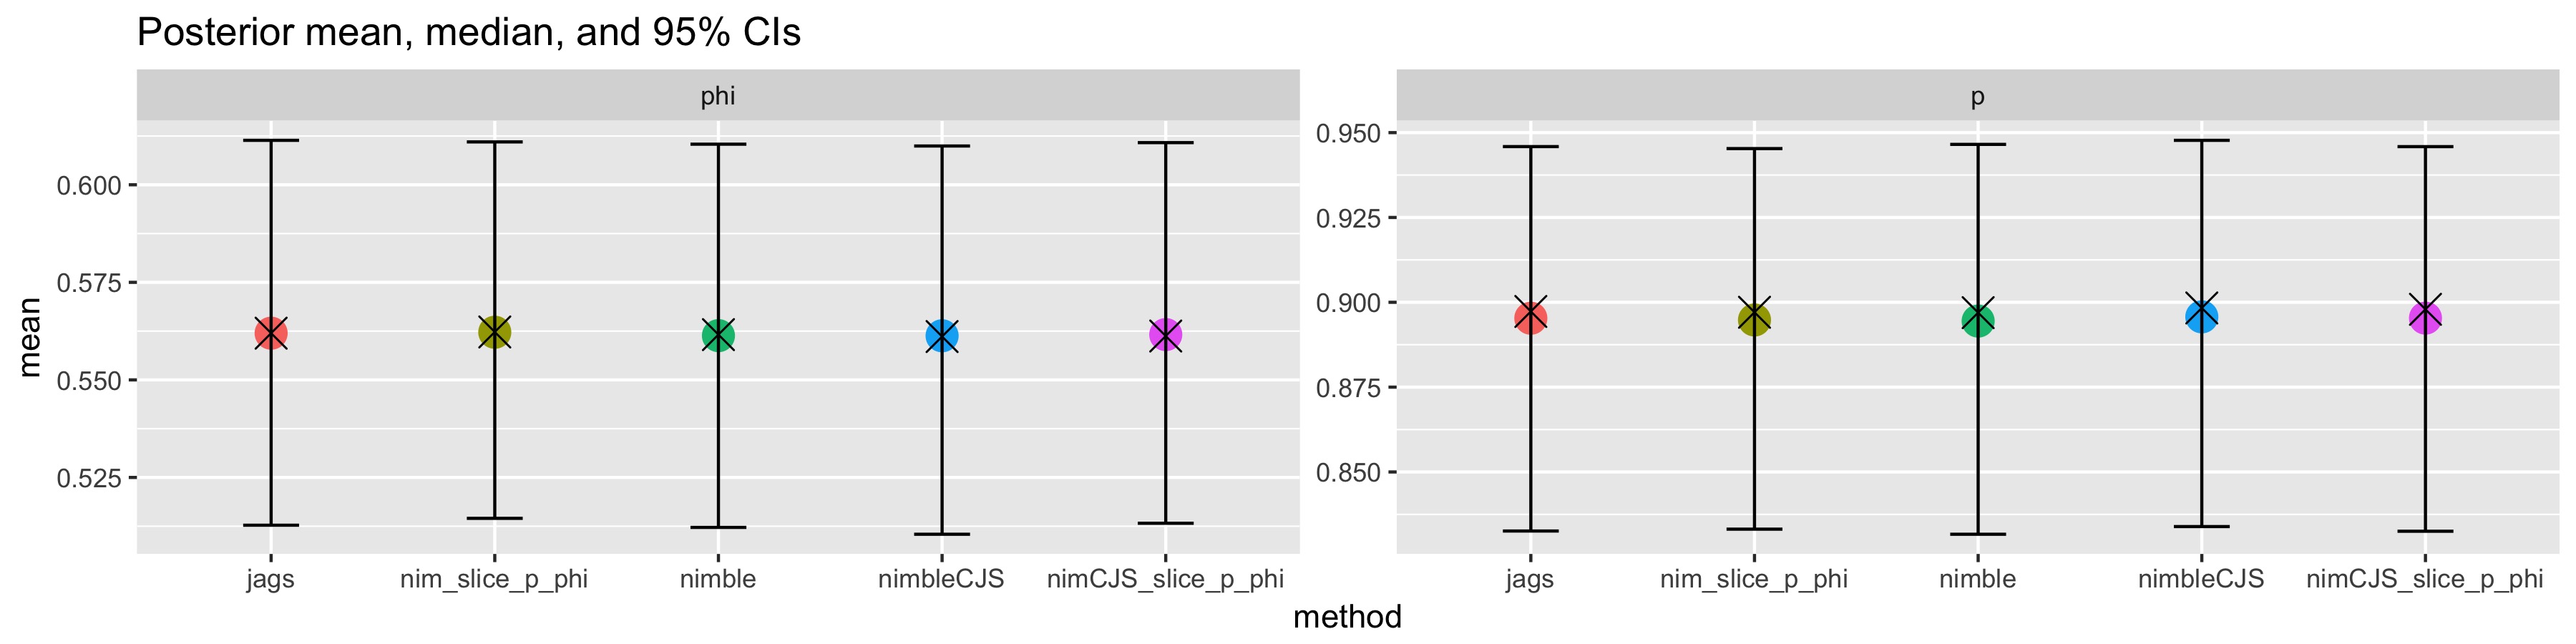 Posterior mean, median, and 95% CIs
phi
p
mean
0.600
0.575
0.550
0.525
0.950
0.925
0.900
0.875
0.850
jags nim_slice_p_phi nimble nimbleCJS nimCJS_slice_p_phi
jags nim_slice_p_phi nimble nimbleCJS nimCJS_slice_p_phi
method